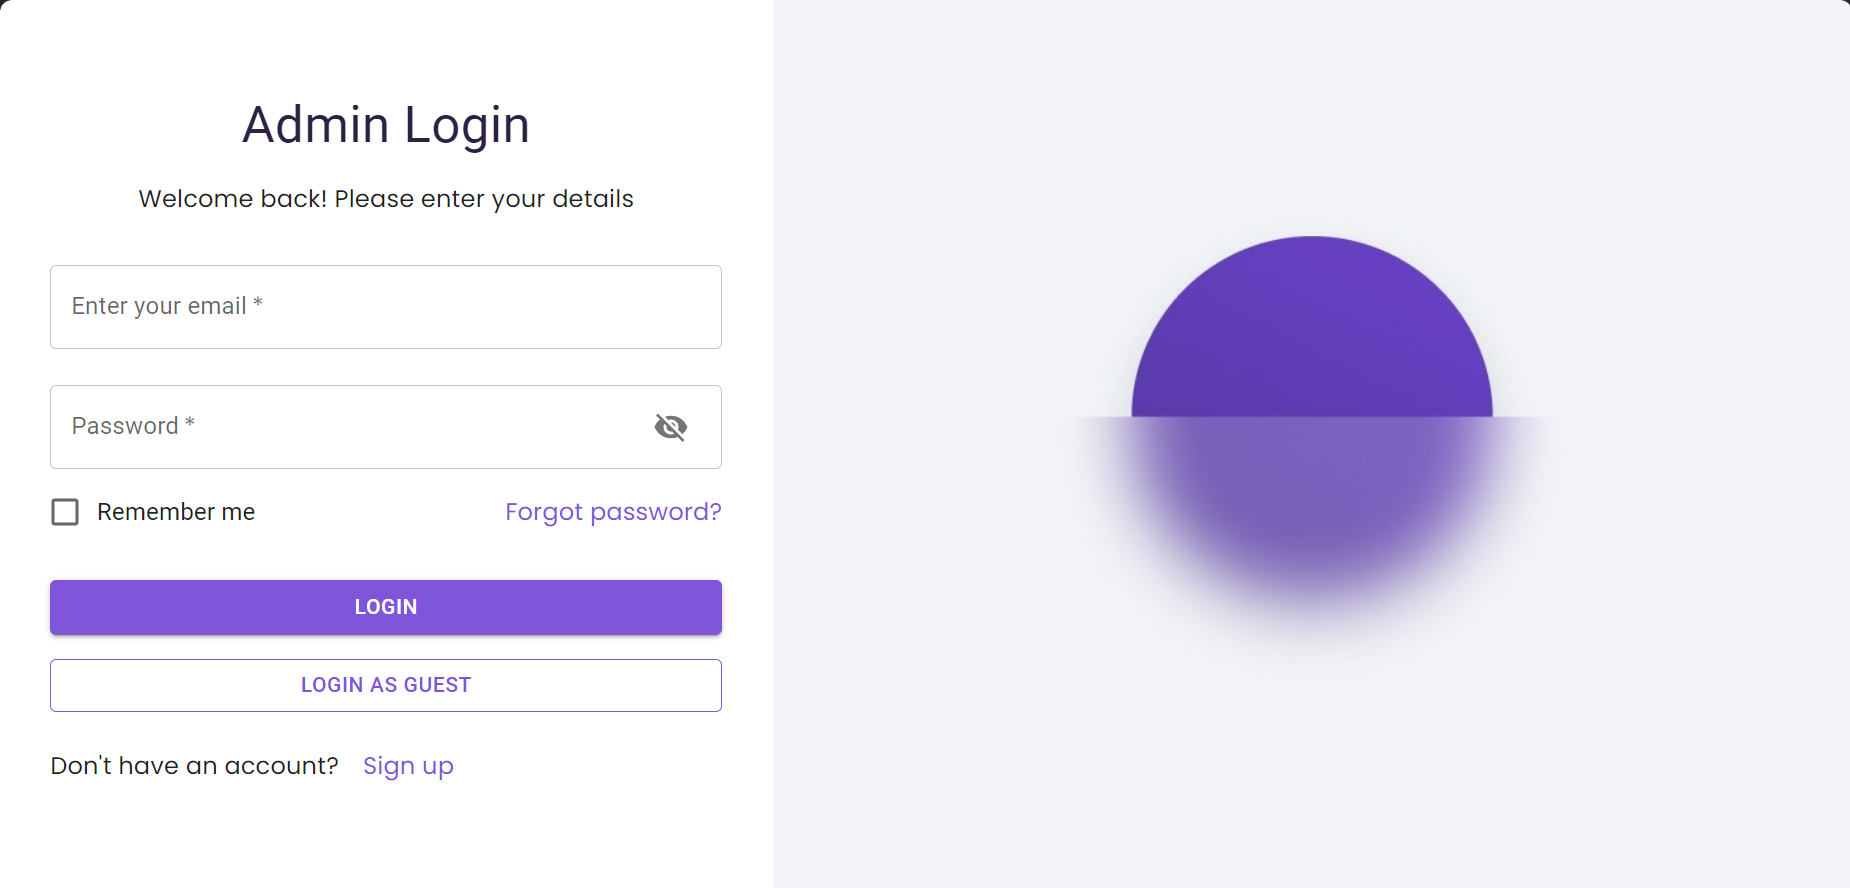 Admin Login
Welcome back! Please enter your details
Enter your email *
Password *
Remember me
Forgot password?
LOGIN
LOGIN AS GUEST
Don't have an account? Sign up